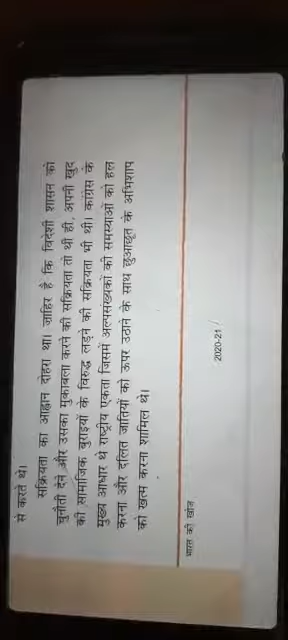 से करते थे।
सक्रियता का आह्वान दोहरा था। ज़ाहिर है कि विदेशी शासन को
चुनौती देने और उसका मुकाबला करने की सक्रियता तो थी ही, अपनी खुद
की सामाजिक बुराइयों के विरुद्ध लड़ने की सक्रियता भी थी। कांग्रेस के
मुख्य आधार थे राष्ट्रीय एकता जिसमें अल्पसंख्यकों की समस्याओं को हल
करना और दलित जातियों को ऊपर उठाने के साथ छुआछूत के अभिशाप
को खत्म करना शामिल थे।
भारत की खोज
2020-21